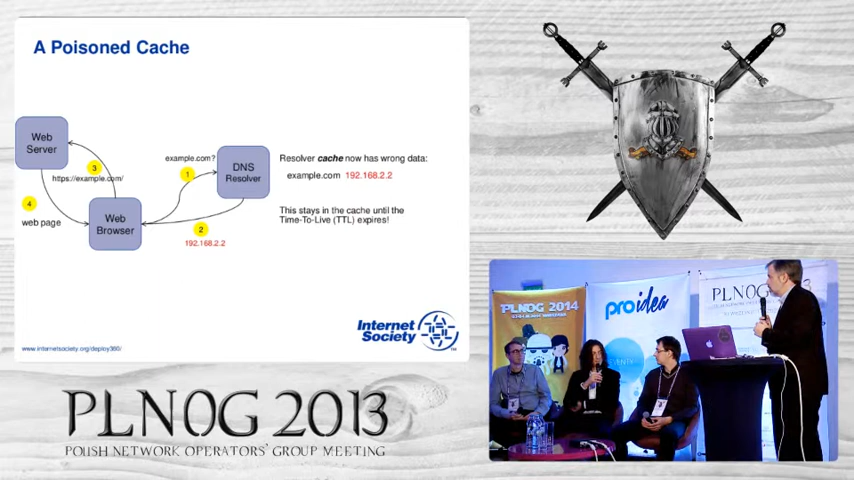 A Poisoned Cache
Web
Server
example.com?
DNS
Resolver
Resolver cache now has wrong data:
example.com 192.168.2.2
3
https://example.com/
1
4
web page
Web
Browser
2
192.168.2.2
This stays in the cache until the
Time-To-Live (TTL) expires!
Internet
Society
TM
www.internetsociety.org/deploy360/
PLNOG 2013
POLISH NETWORK OPERATORS' GROUP MEETING
PLNOG 2014
proidea
PLNOG 2013